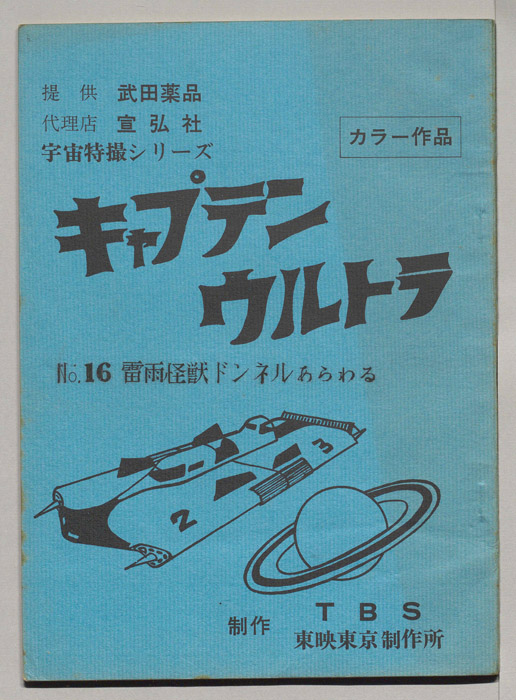 提供 武田薬品
代理店 宣弘社
宇宙特撮シリーズ
カラー作品
キャプテン
ウルトラ
No.16 雷雨怪獣ドンネルあらわる
2
3
制作 TBS
東映東京制作所